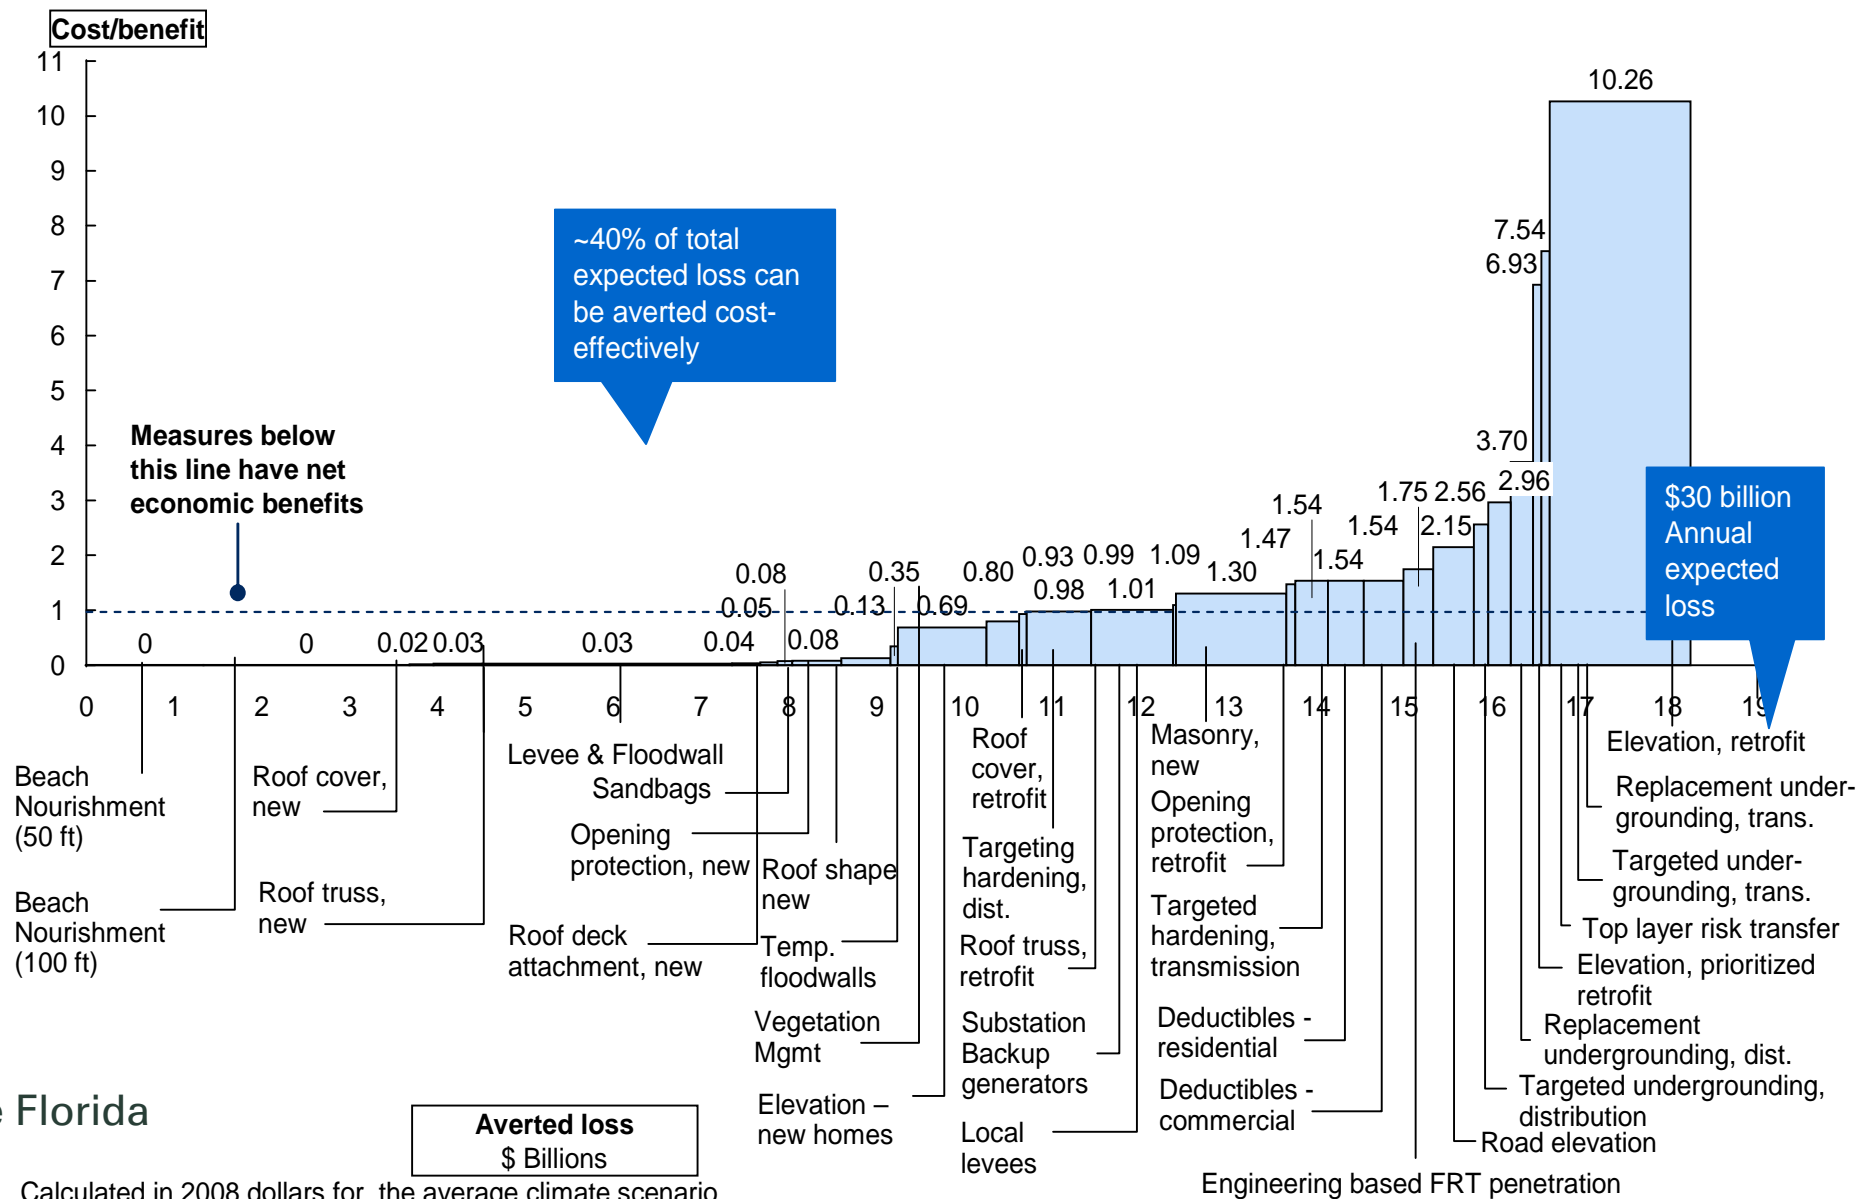 Cost/benefit
11
10
9
8
7
6
5
4
3
2
1
0
~40% of total
expected loss can
be averted cost-
effectively
Measures below
this line have net
economic benefits
$30 billion
Annual
expected
loss
0
0
0.02
0.03
0.03
0.04
0.05
0.08
0.08
0.13
0.35
0.69
0.80
0.93
0.98
0.99
1.01
1.09
1.30
1.47
1.54
1.54
1.54
1.75
2.15
2.56
2.96
3.70
6.93
7.54
10.26
0 1 2 3 4 5 6 7 8 9 10 11 12 13 14 15 16 17 18 19
Beach
Nourishment
(50 ft)
Beach
Nourishment
(100 ft)
Roof cover,
new
Roof truss,
new
Levee & Floodwall
Sandbags
Opening
protection, new
Roof deck
attachment, new
Roof shape
new
Temp.
floodwalls
Vegetation
Mgmt
Elevation –
new homes
Roof
cover,
retrofit
Targeting
hardening,
dist.
Roof truss,
retrofit
Substation
Backup
generators
Local
levees
Masonry,
new
Opening
protection,
retrofit
Targeted
hardening,
transmission
Deductibles -
residential
Deductibles -
commercial
Engineering based FRT penetration
Road elevation
Targeted undergrounding,
distribution
Replacement
undergrounding, dist.
Elevation, prioritized
retrofit
Top layer risk transfer
Targeted under-
grounding, trans.
Replacement under-
grounding, trans.
Elevation, retrofit
Florida
Averted loss
$ Billions
Calculated in 2008 dollars for the average climate scenario